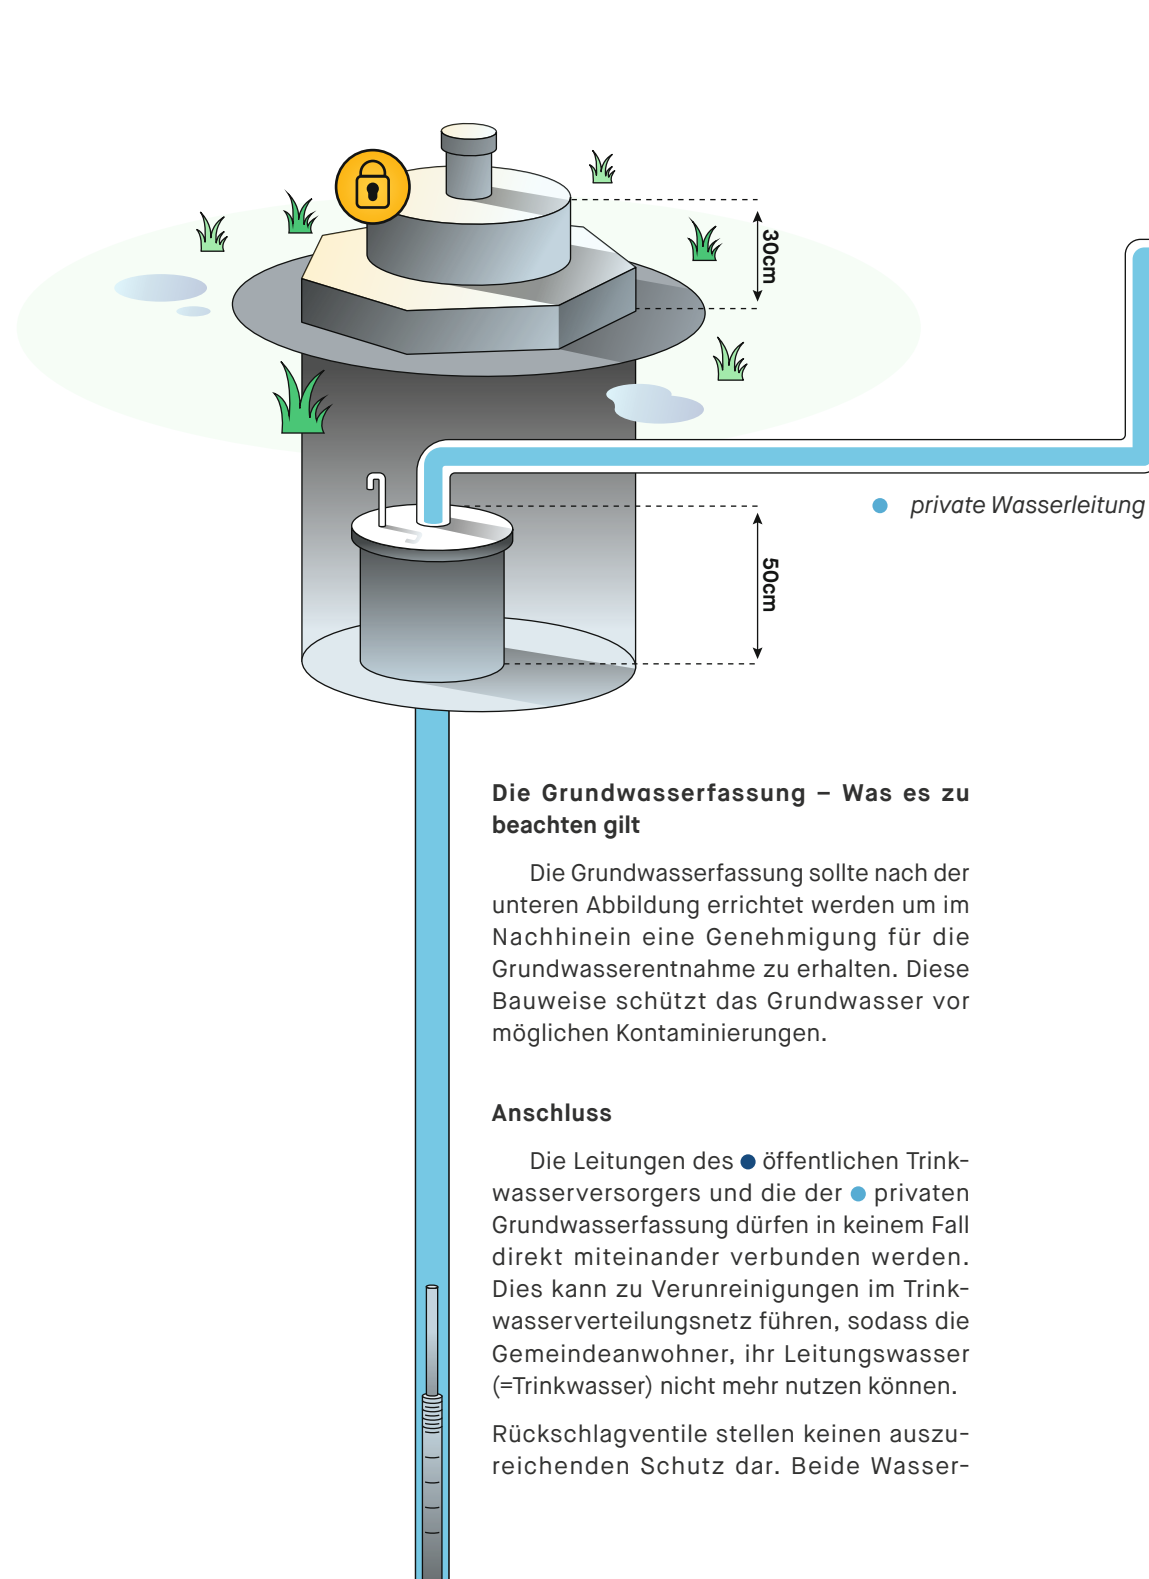 30cm
private Wasserleitung
50cm
Die Grundwasserfassung – Was es zu
beachten gilt
Die Grundwasserfassung sollte nach der
unteren Abbildung errichtet werden um im
Nachhinein eine Genehmigung für die
Grundwasserentnahme zu erhalten. Diese
Bauweise schützt das Grundwasser vor
möglichen Kontaminierungen.
Anschluss
Die Leitungen des öffentlichen Trink-
wasserversorgers und die der privaten
Grundwasserfassung dürfen in keinem Fall
direkt miteinander verbunden werden.
Dies kann zu Verunreinigungen im Trink-
wasserverteilungsnetz führen, sodass die
Gemeindeanwohner, ihr Leitungswasser
(=Trinkwasser) nicht mehr nutzen können.
Rückschlagventile stellen keinen auszu-
reichenden Schutz dar. Beide Wasser-